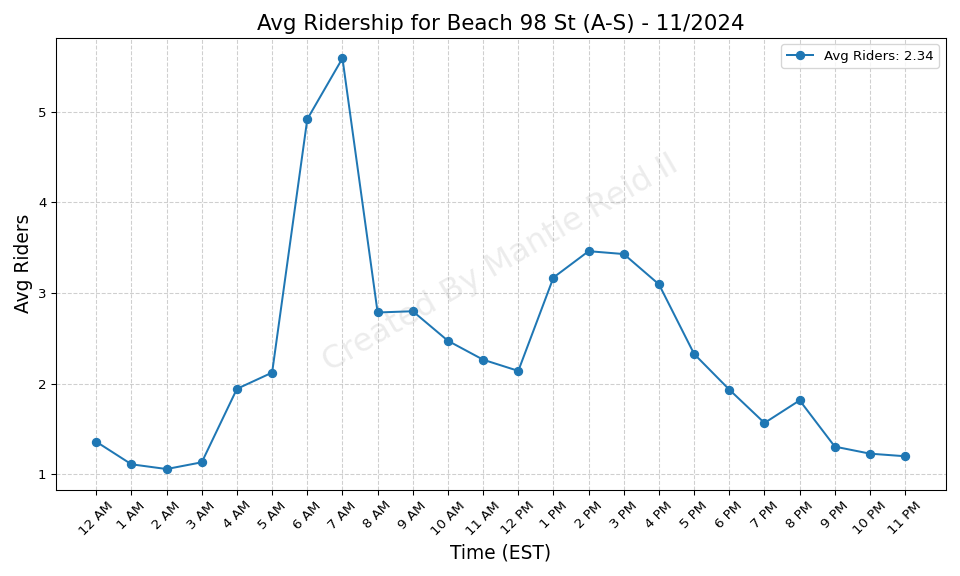 Avg Ridership for Beach 98 St (A-S) - 11/2024
Avg Riders: 2.34
Avg Riders
5
4
3
2
1
Created By Mantie Reid II
12 AM
1 AM
2 AM
3 AM
4 AM
5 AM
6 AM
7 AM
8 AM
9 AM
10 AM
11 AM
12 PM
1 PM
2 PM
3 PM
4 PM
5 PM
6 PM
7 PM
8 PM
9 PM
10 PM
11 PM
Time (EST)